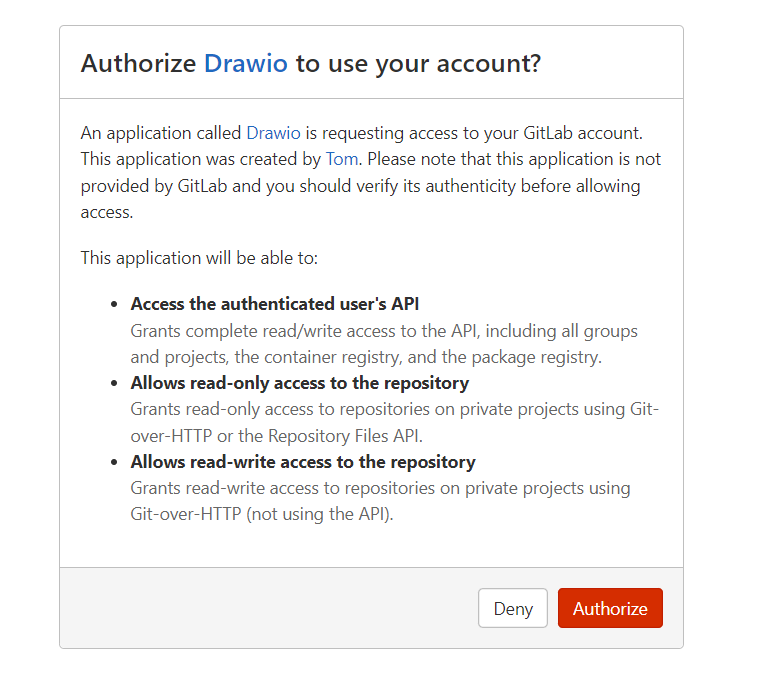 Authorize Drawio to use your account?
An application called Drawio is requesting access to your GitLab account.
This application was created by Tom. Please note that this application is not
provided by GitLab and you should verify its authenticity before allowing
access.
This application will be able to:
• Access the authenticated user's API
Grants complete read/write access to the API, including all groups
and projects, the container registry, and the package registry.
• Allows read-only access to the repository
Grants read-only access to repositories on private projects using Git-
over-HTTP or the Repository Files API.
• Allows read-write access to the repository
Grants read-write access to repositories on private projects using
Git-over-HTTP (not using the API).
Deny Authorize